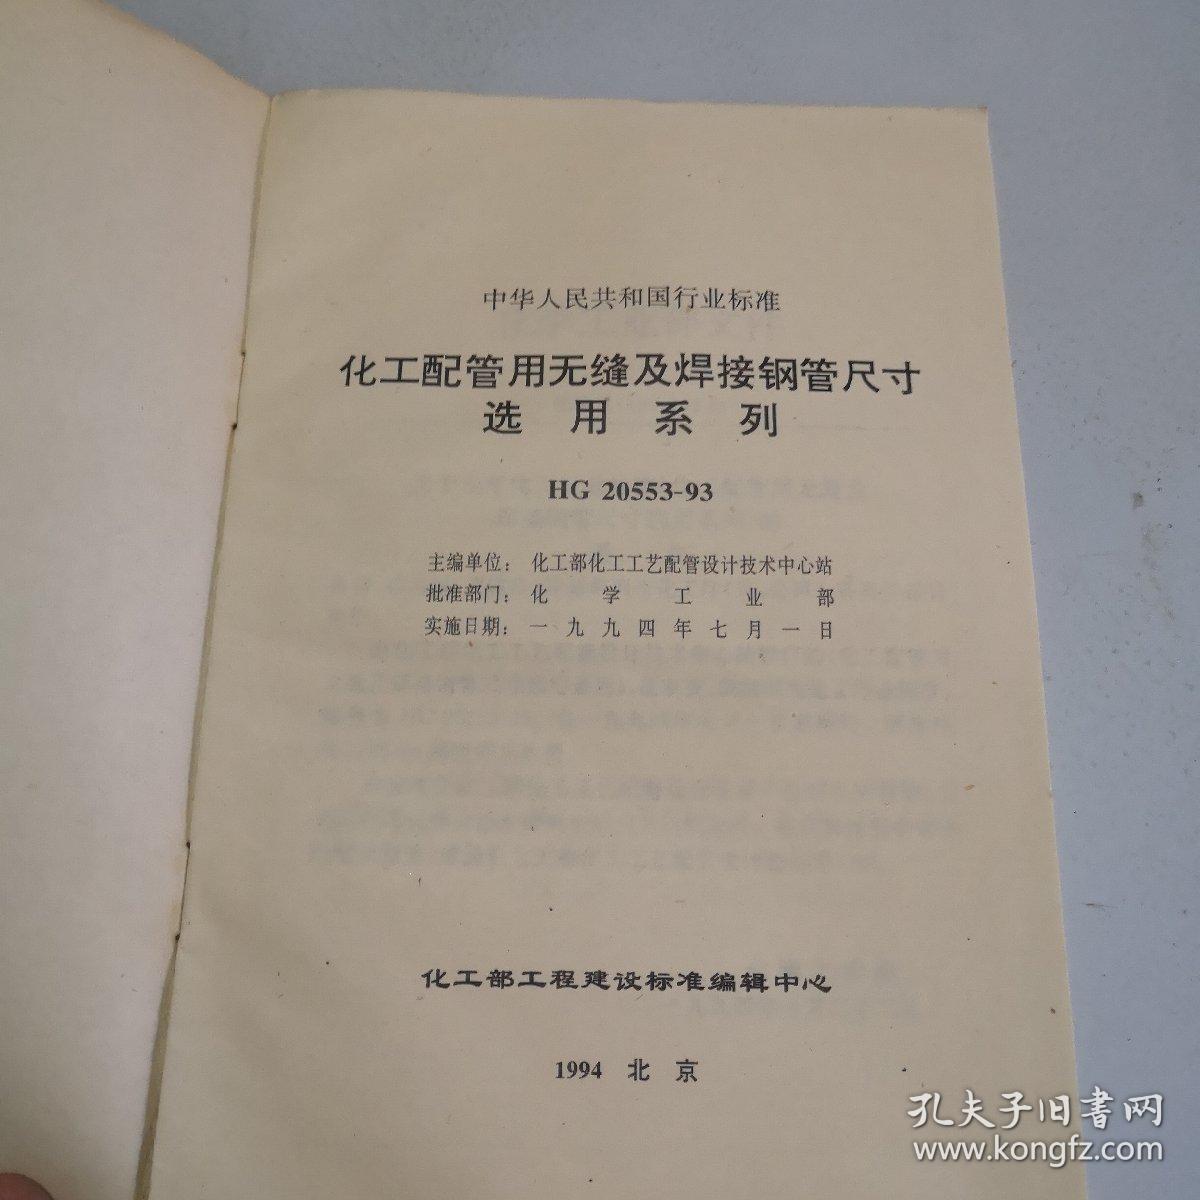 中华人民共和国行业标准
化工配管用无缝及焊接钢管尺寸
选用系列
HG 20553-93
主编单位：化工部化工工艺配管设计技术中心站
批准部门：化学工业部
实施日期：一九九四年七月一日
化工部工程建设标准编辑中心
1994 北京
孔夫子旧书网
www.kongfz.com